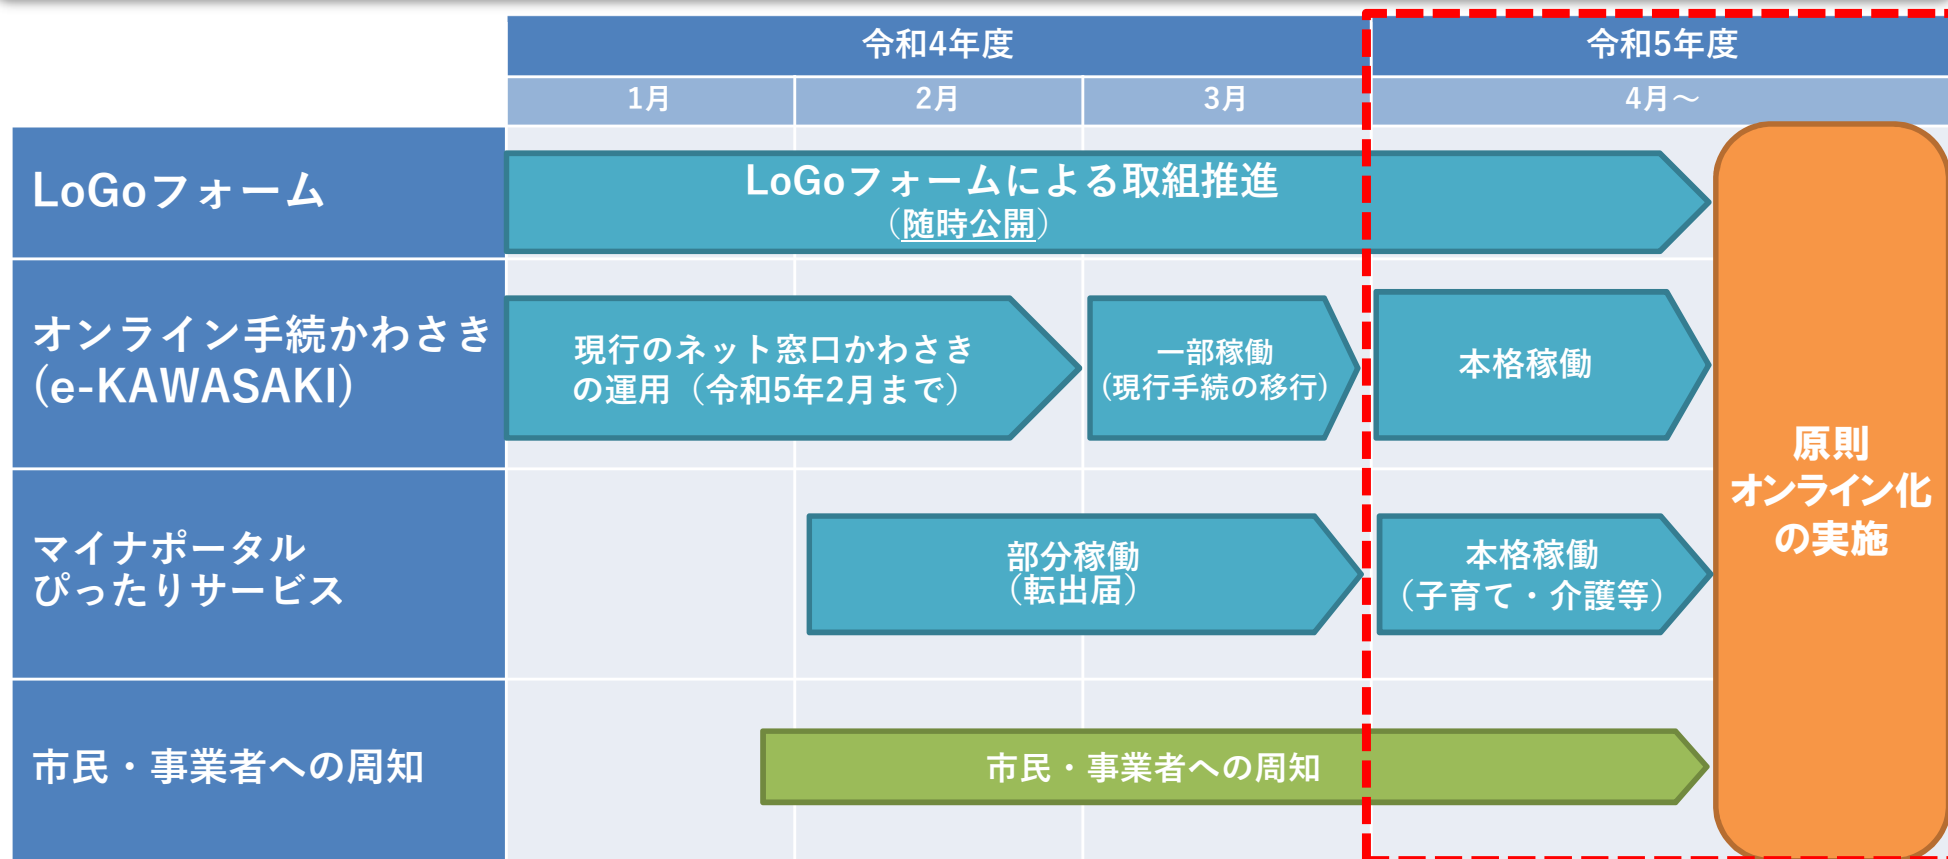 令和4年度
令和5年度
1月
2月
3月
4月～
LoGoフォーム
LoGoフォームによる取組推進
（随時公開）
オンライン手続かわさき
(e-KAWASAKI)
現行のネット窓口かわさき
の運用（令和5年2月まで）
一部稼働
(現行手続の移行)
本格稼働
マイナポータル
ぴったりサービス
部分稼働
（転出届）
本格稼働
（子育て・介護等）
市民・事業者への周知
市民・事業者への周知
原則
オンライン化
の実施